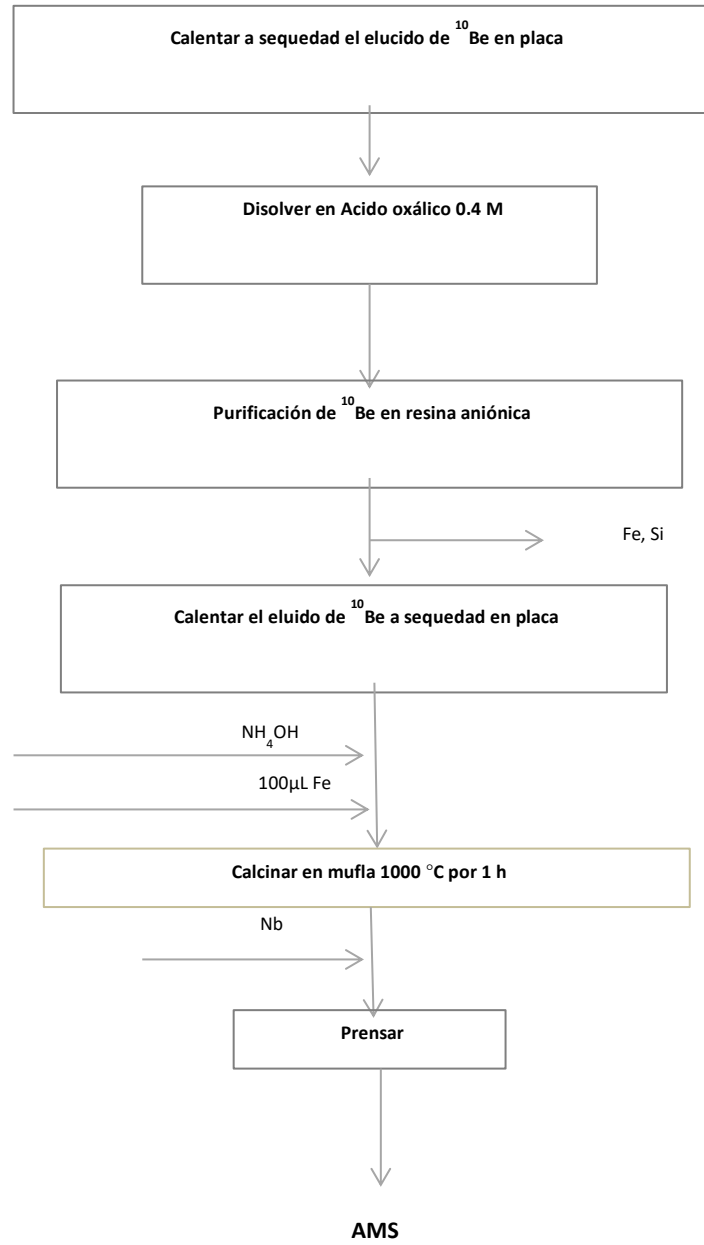 Calentar a sequedad el elucido de ¹⁰Be en placa
Disolver en Acido oxálico 0.4 M
Purificación de ¹⁰Be en resina aniónica
Fe, Si
Calentar el eluido de ¹⁰Be a sequedad en placa
NH₄OH
100µL Fe
Calcinar en mufla 1000 °C por 1 h
Nb
Prensar
AMS